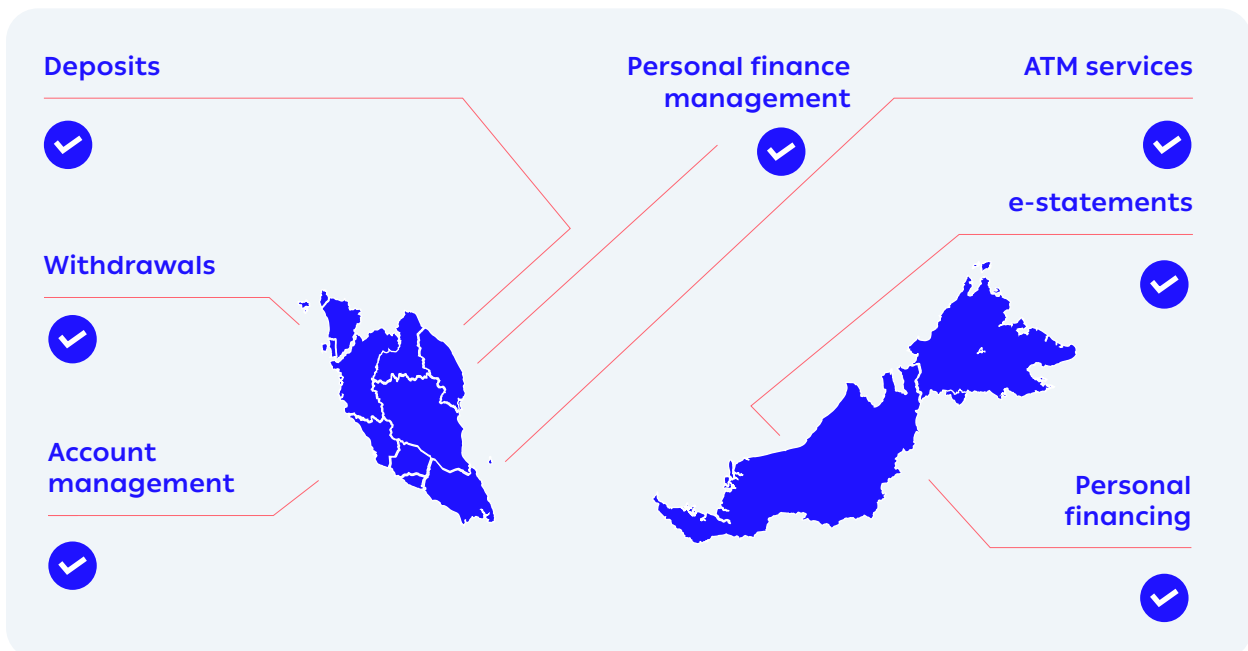 Deposits
Personal finance
management
ATM services
e-statements
Withdrawals
Account
management
Personal
financing